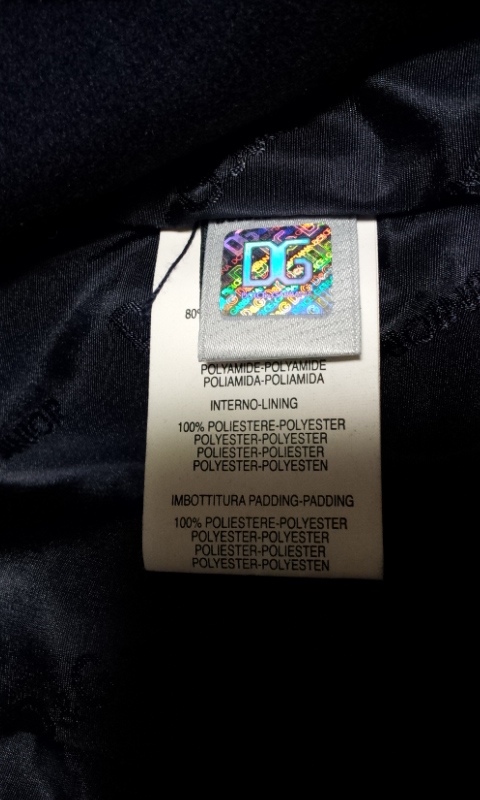 DG
80%
POLYAMIDE-POLYAMIDE
POLIAMIDA-POLIAMIDA
INTERNO-LINING
100% POLIESTERE-POLYESTER
POLYESTER-POLYESTER
POLIESTER-POLIESTER
POLYESTER-POLYESTEN
IMBOTTITURA PADDING-PADDING
100% POLIESTERE-POLYESTER
POLYESTER-POLYESTER
POLIESTER-POLIESTER
POLYESTER-POLYESTEN